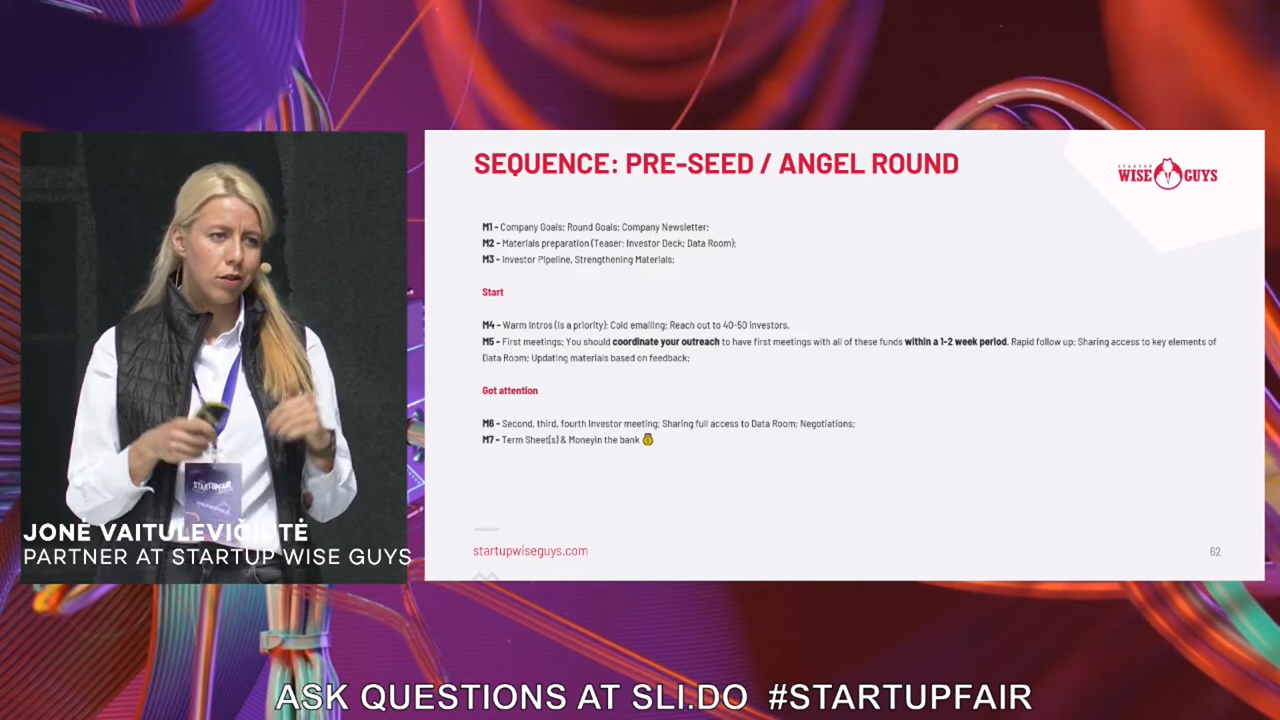 SEQUENCE: PRE-SEED / ANGEL ROUND
STARTUP
WISE GUYS
M1 - Company Goals; Round Goals; Company Newsletter;
M2 - Materials preparation (Teaser; Investor Deck; Data Room);
M3 - Investor Pipeline, Strengthening Materials;
Start
M4 - Warm Intros (Is a priority); Cold emailing; Reach out to 40-50 Investors.
M5 - First meetings; You should coordinate your outreach to have first meetings with all of these funds within a 1-2 week period. Rapid follow up; Sharing access to key elements of
Data Room; Updating materials based on feedback;
Got attention
M6 - Second, third, fourth Investor meeting; Sharing full access to Data Room; Negotiations;
M7 - Term Sheet(s) & Moneyin the bank 💰
startupwiseguys.com
62
STARTUP FAIR
JONĖ VAITULEVIČIŪTĖ
PARTNER AT STARTUP WISE GUYS
ASK QUESTIONS AT SLI.DO #STARTUPFAIR